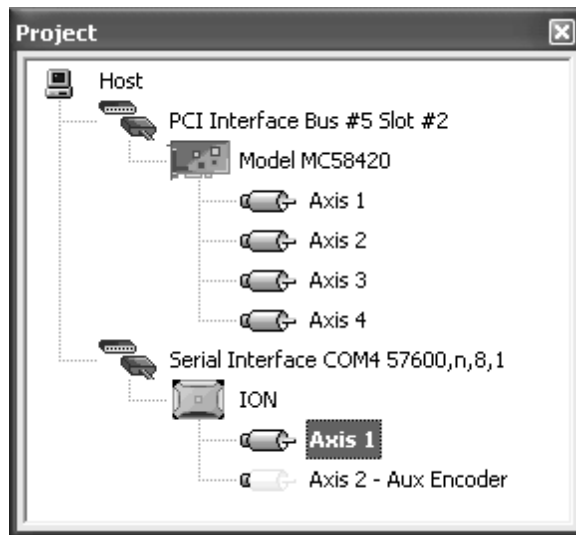 Project
Host
PCI Interface Bus #5 Slot #2
Model MC58420
Axis 1
Axis 2
Axis 3
Axis 4
Serial Interface COM4 57600,n,8,1
ION
Axis 1
Axis 2 - Aux Encoder